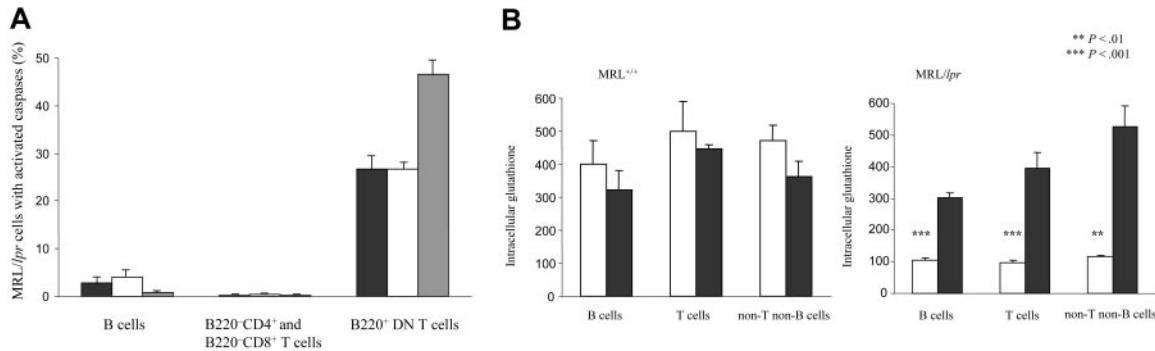 A
MRL/lpr cells with activated caspases (%)
50
40
30
20
10
0
B cells
B220⁻CD4⁺ and
B220⁻CD8⁺ T cells
B220⁺ DN T cells
B
** P < .01
*** P < .001
MRL⁺/⁺
Intracellular glutathione
600
500
400
300
200
100
0
B cells
T cells
non-T non-B cells
MRL/lpr
Intracellular glutathione
600
500
400
300
200
100
0
***
***
**
B cells
T cells
non-T non-B cells